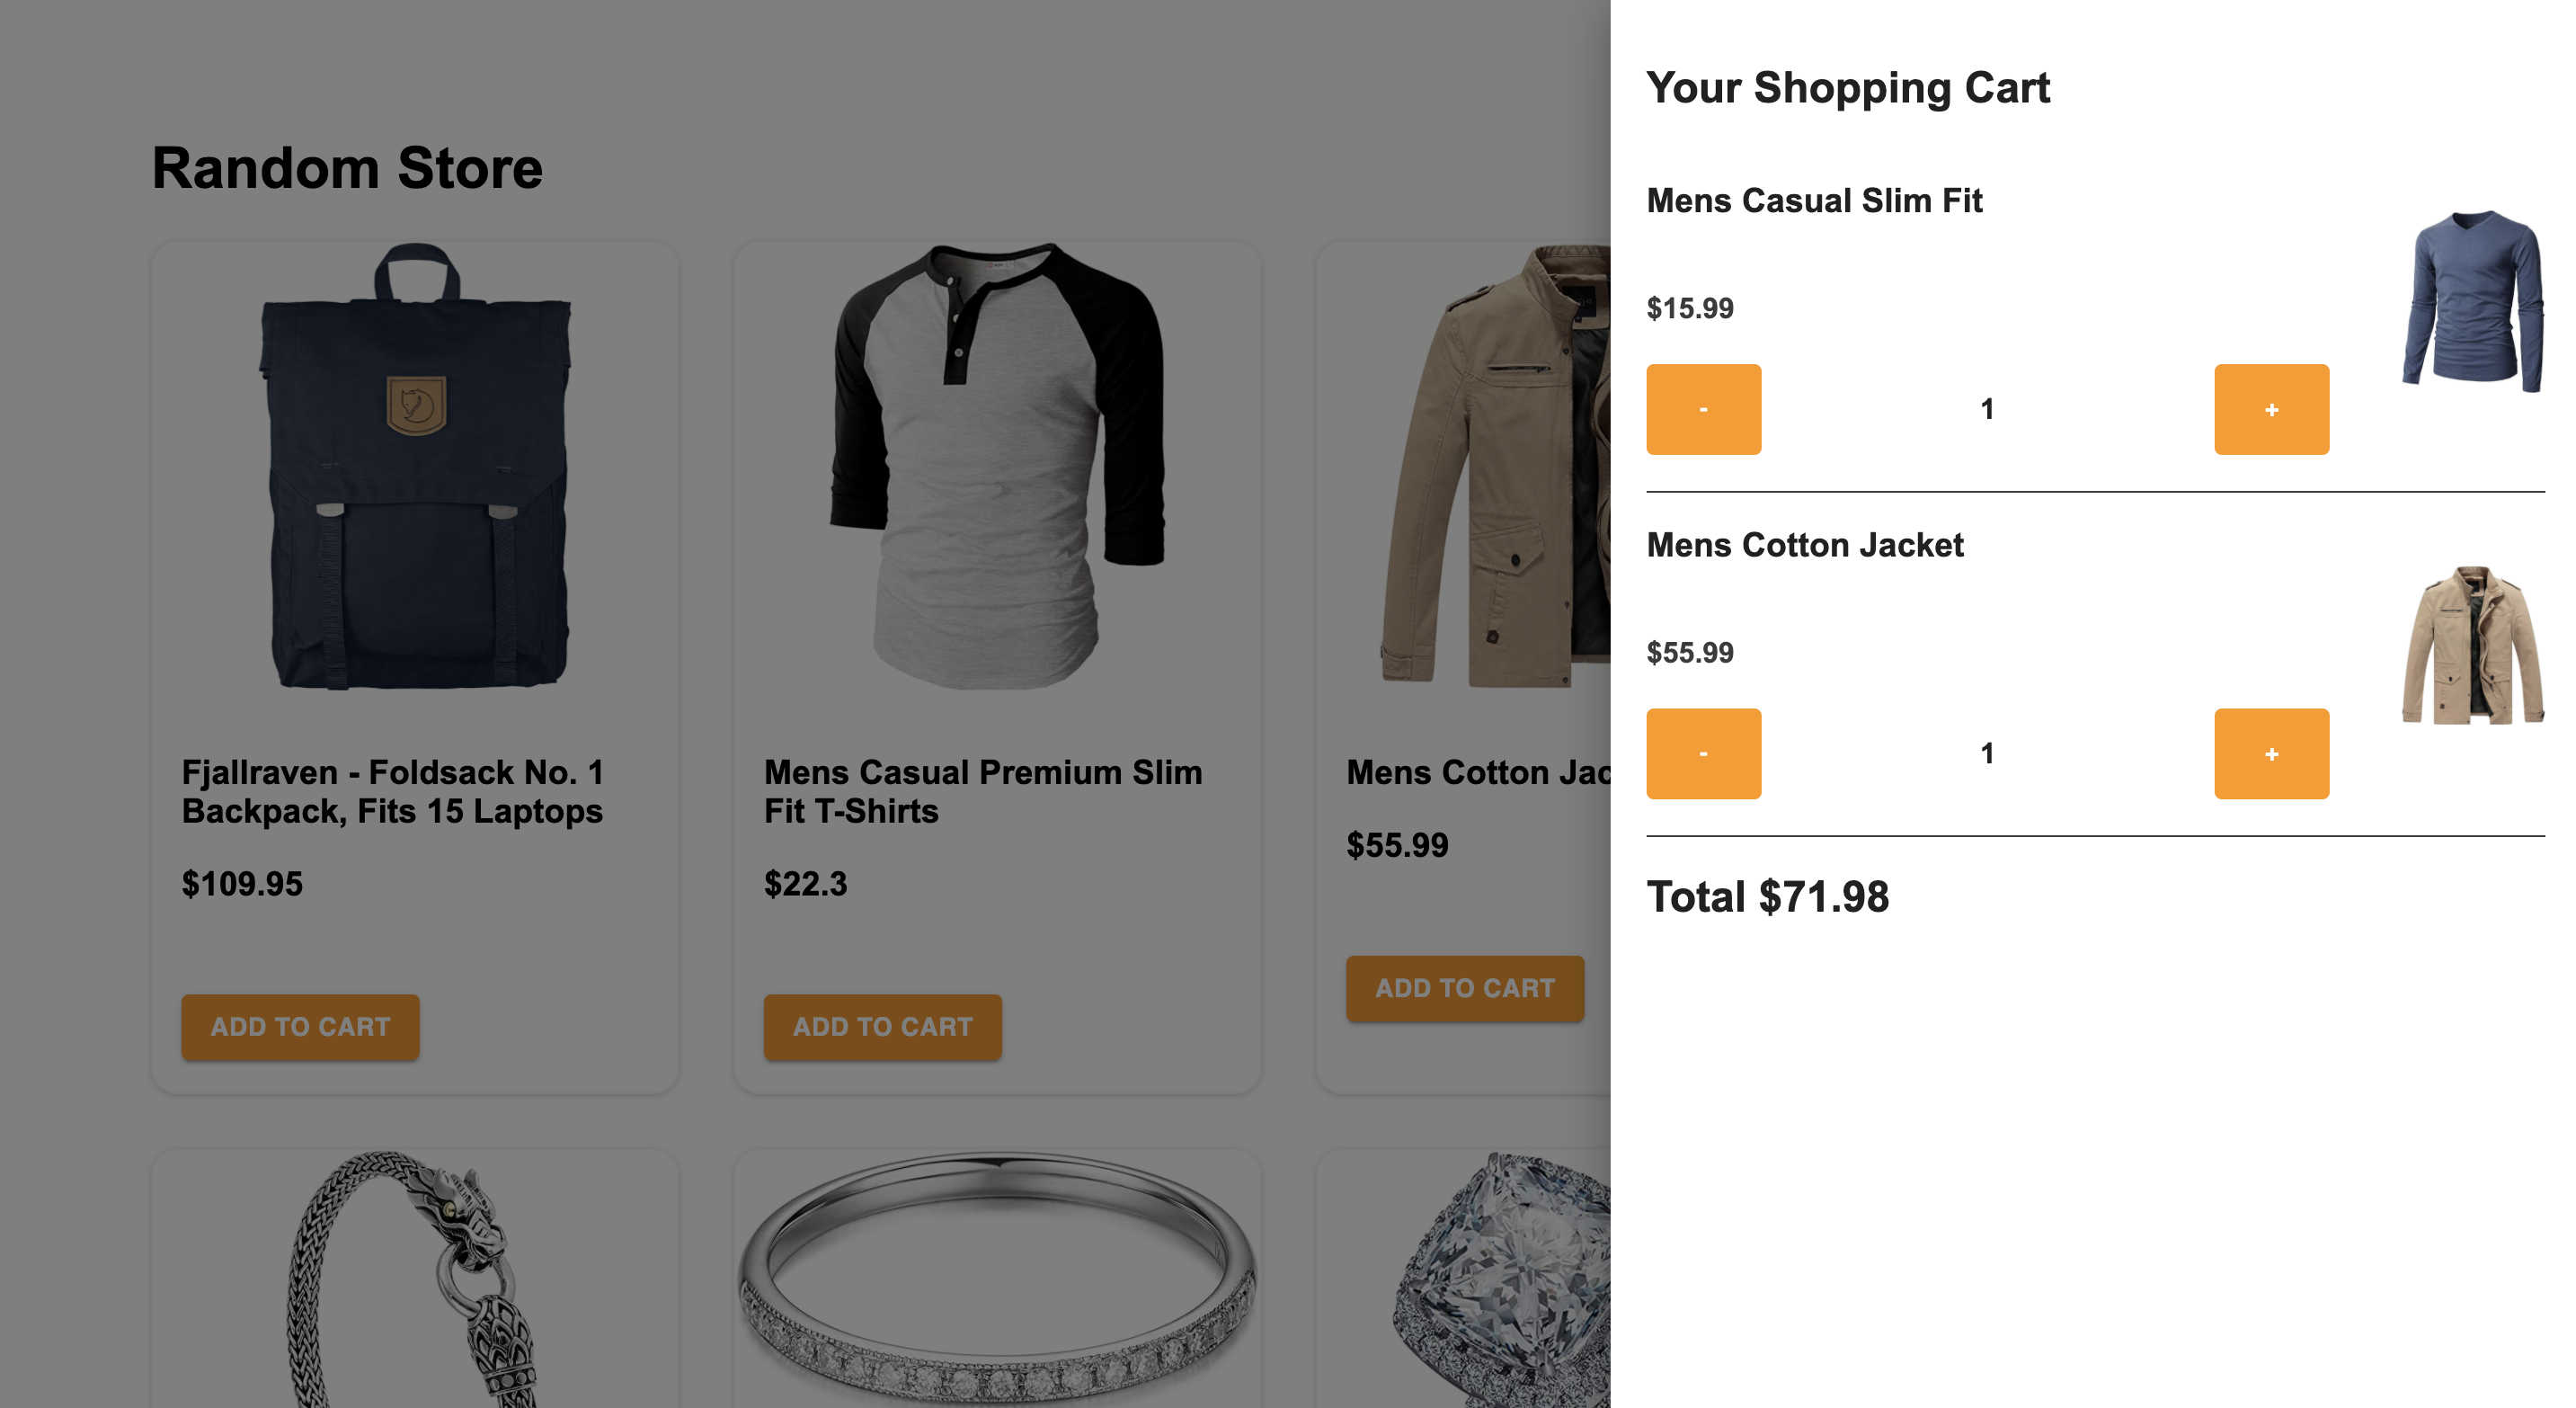 Random Store
Fjallraven - Foldsack No. 1
Backpack, Fits 15 Laptops
$109.95
ADD TO CART
Mens Casual Premium Slim
Fit T-Shirts
$22.3
ADD TO CART
Mens Cotton Jac
$55.99
ADD TO CART
Your Shopping Cart
Mens Casual Slim Fit
$15.99
- 1 +
Mens Cotton Jacket
$55.99
- 1 +
Total $71.98